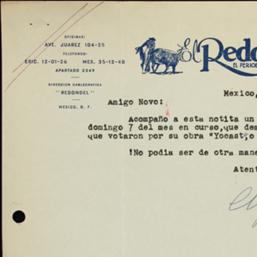 OFICINAS:
AVE. JUAREZ 104-25
TELEFONOS:
ERIC. 12-01-26 MEX. 35-12-48
APARTADO 2349
DIRECCION CABLEGRAFICA
"REDONDEL"
MEXICO, D. F.
El Redon
EL PERIOD
Mexico,
Amigo Novo:
Acompaño a esta notita un
domingo 7 del mes en curso, que des
que votaron por su obra "Yocast,o
!No podia ser de otra mane
Atent